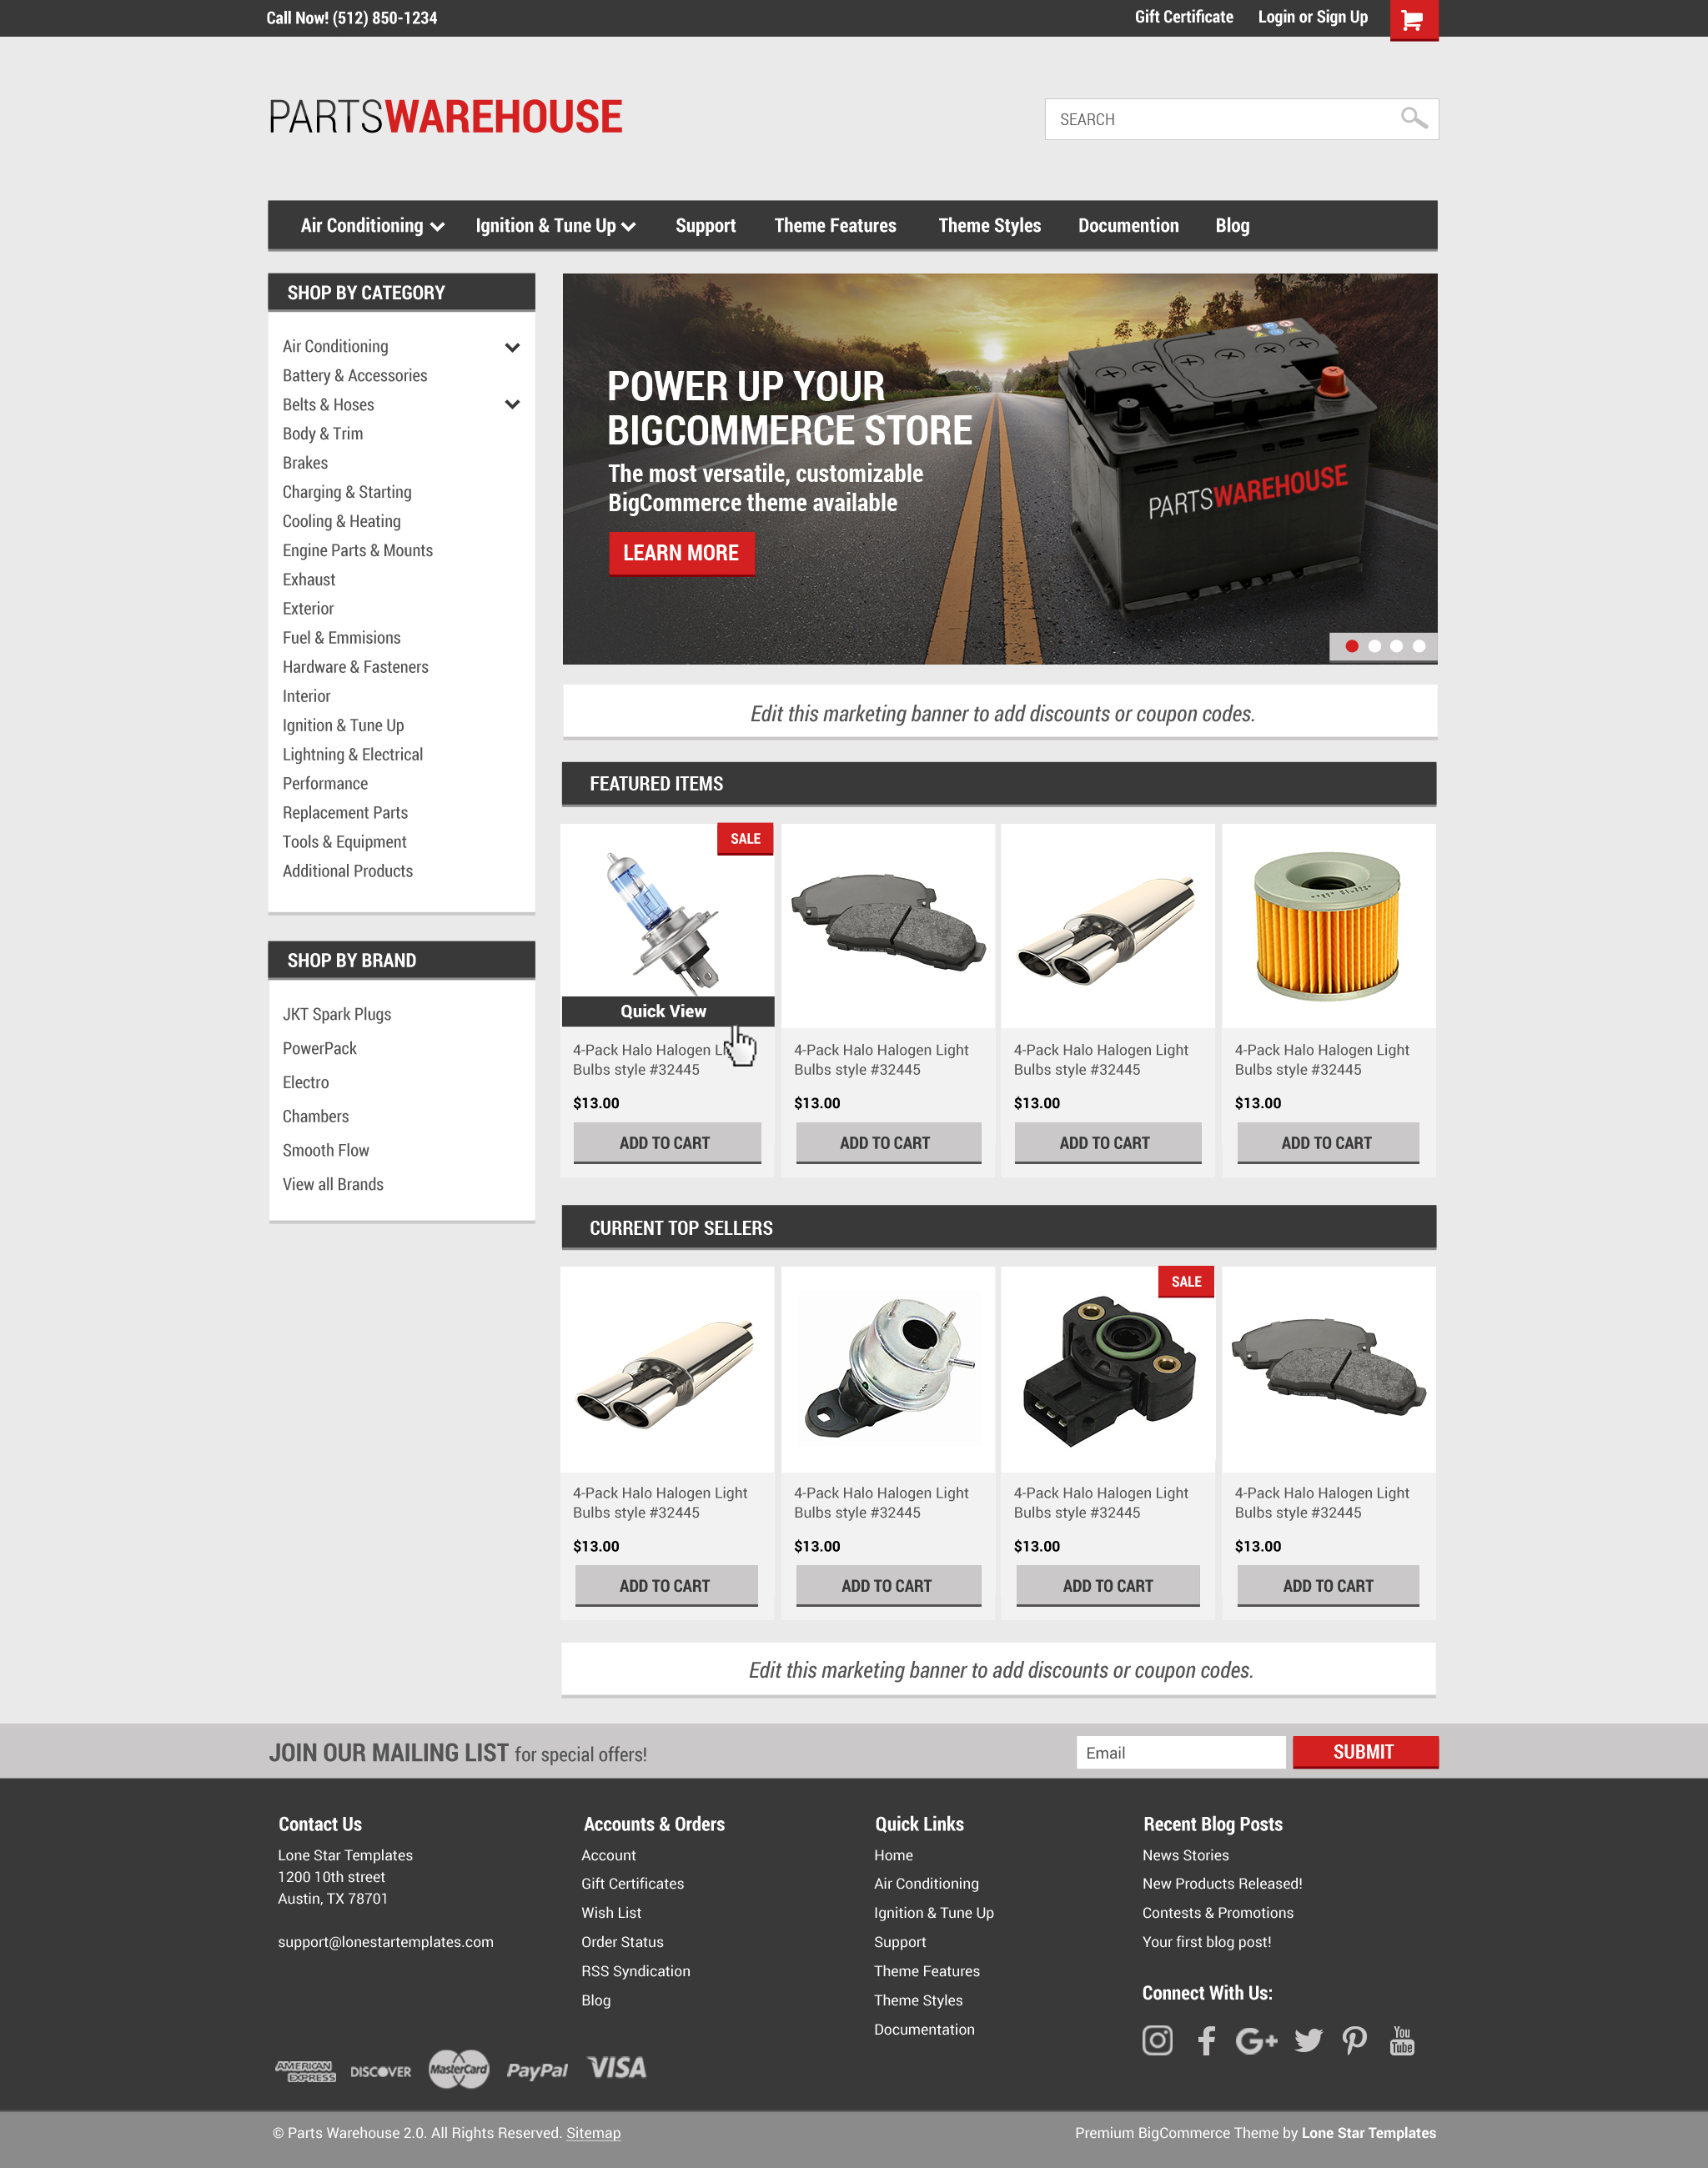 Call Now! (512) 850-1234
Gift Certificate
Login or Sign Up
PARTSWAREHOUSE
SEARCH
Air Conditioning
Ignition & Tune Up
Support
Theme Features
Theme Styles
Documention
Blog
SHOP BY CATEGORY
Air Conditioning
Battery & Accessories
Belts & Hoses
Body & Trim
Brakes
Charging & Starting
Cooling & Heating
Engine Parts & Mounts
Exhaust
Exterior
Fuel & Emmisions
Hardware & Fasteners
Interior
Ignition & Tune Up
Lightning & Electrical
Performance
Replacement Parts
Tools & Equipment
Additional Products
SHOP BY BRAND
JKT Spark Plugs
PowerPack
Electro
Chambers
Smooth Flow
View all Brands
POWER UP YOUR
BIGCOMMERCE STORE
The most versatile, customizable
BigCommerce theme available
LEARN MORE
PARTSWAREHOUSE
Edit this marketing banner to add discounts or coupon codes.
FEATURED ITEMS
SALE
Quick View
4-Pack Halo Halogen
Bulbs style #32445
$13.00
ADD TO CART
4-Pack Halo Halogen Light
Bulbs style #32445
$13.00
ADD TO CART
4-Pack Halo Halogen Light
Bulbs style #32445
$13.00
ADD TO CART
4-Pack Halo Halogen Light
Bulbs style #32445
$13.00
ADD TO CART
CURRENT TOP SELLERS
4-Pack Halo Halogen Light
Bulbs style #32445
$13.00
ADD TO CART
4-Pack Halo Halogen Light
Bulbs style #32445
$13.00
ADD TO CART
SALE
4-Pack Halo Halogen Light
Bulbs style #32445
$13.00
ADD TO CART
4-Pack Halo Halogen Light
Bulbs style #32445
$13.00
ADD TO CART
Edit this marketing banner to add discounts or coupon codes.
JOIN OUR MAILING LIST for special offers!
Email
SUBMIT
Contact Us
Lone Star Templates
1200 10th street
Austin, TX 78701
support@lonestartemplates.com
Accounts & Orders
Account
Gift Certificates
Wish List
Order Status
RSS Syndication
Blog
Quick Links
Home
Air Conditioning
Ignition & Tune Up
Support
Theme Features
Theme Styles
Documentation
Recent Blog Posts
News Stories
New Products Released!
Contests & Promotions
Your first blog post!
Connect With Us:
G+
You
Tube
AMERICAN
EXPRESS
DISCOVER
MasterCard
PayPal
VISA
© Parts Warehouse 2.0. All Rights Reserved. Sitemap
Premium BigCommerce Theme by Lone Star Templates